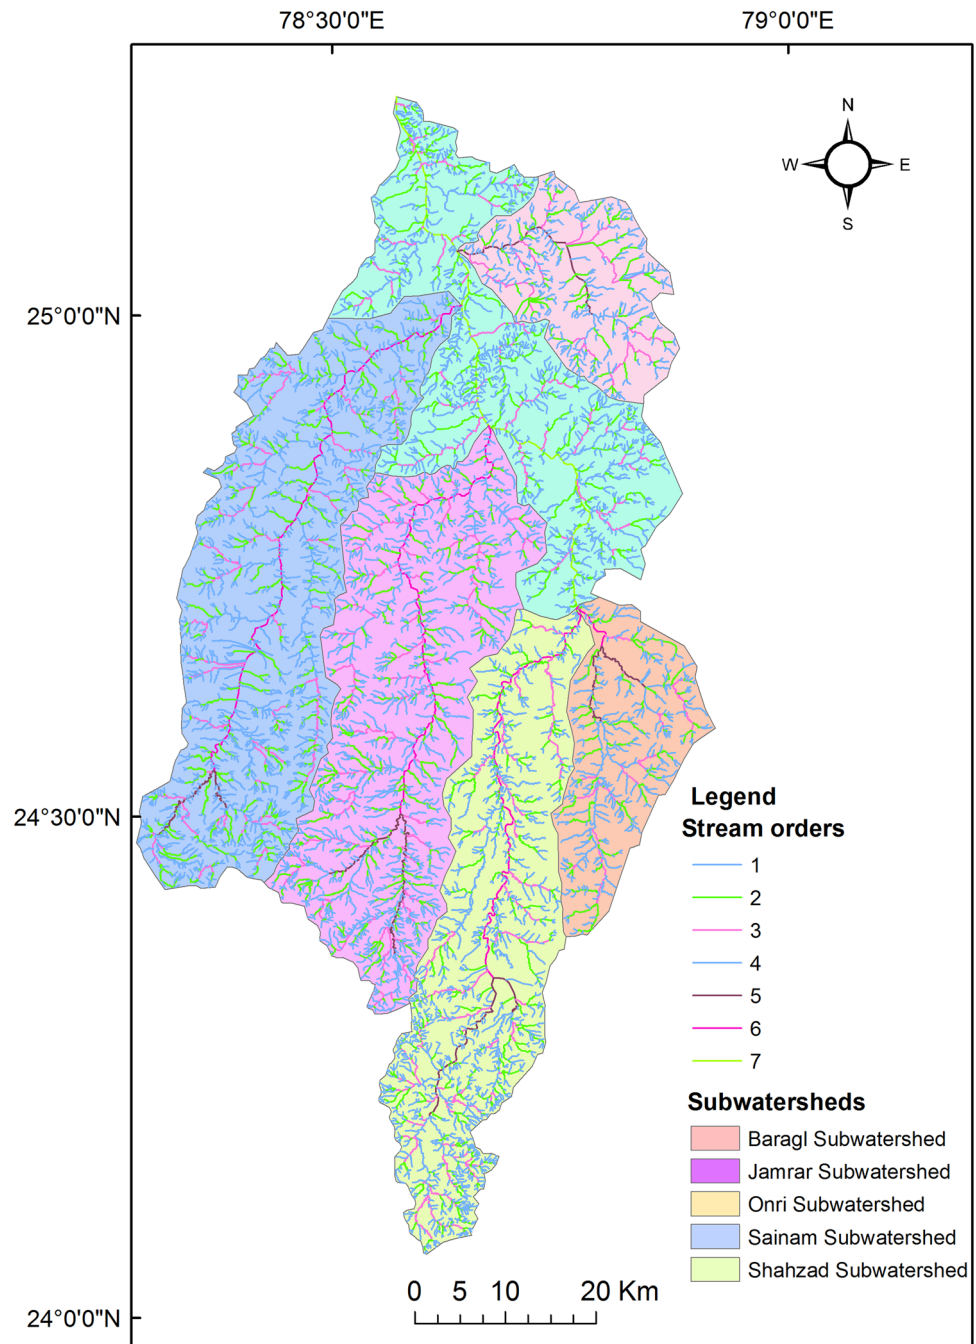 78°30'0"E 79°0'0"E
N
W E
S
25°0'0"N
24°30'0"N
Legend
Stream orders
1
2
3
4
5
6
7
Subwatersheds
Baragl Subwatershed
Jamrar Subwatershed
Onri Subwatershed
Sainam Subwatershed
Shahzad Subwatershed
0 5 10 20 Km
24°0'0"N